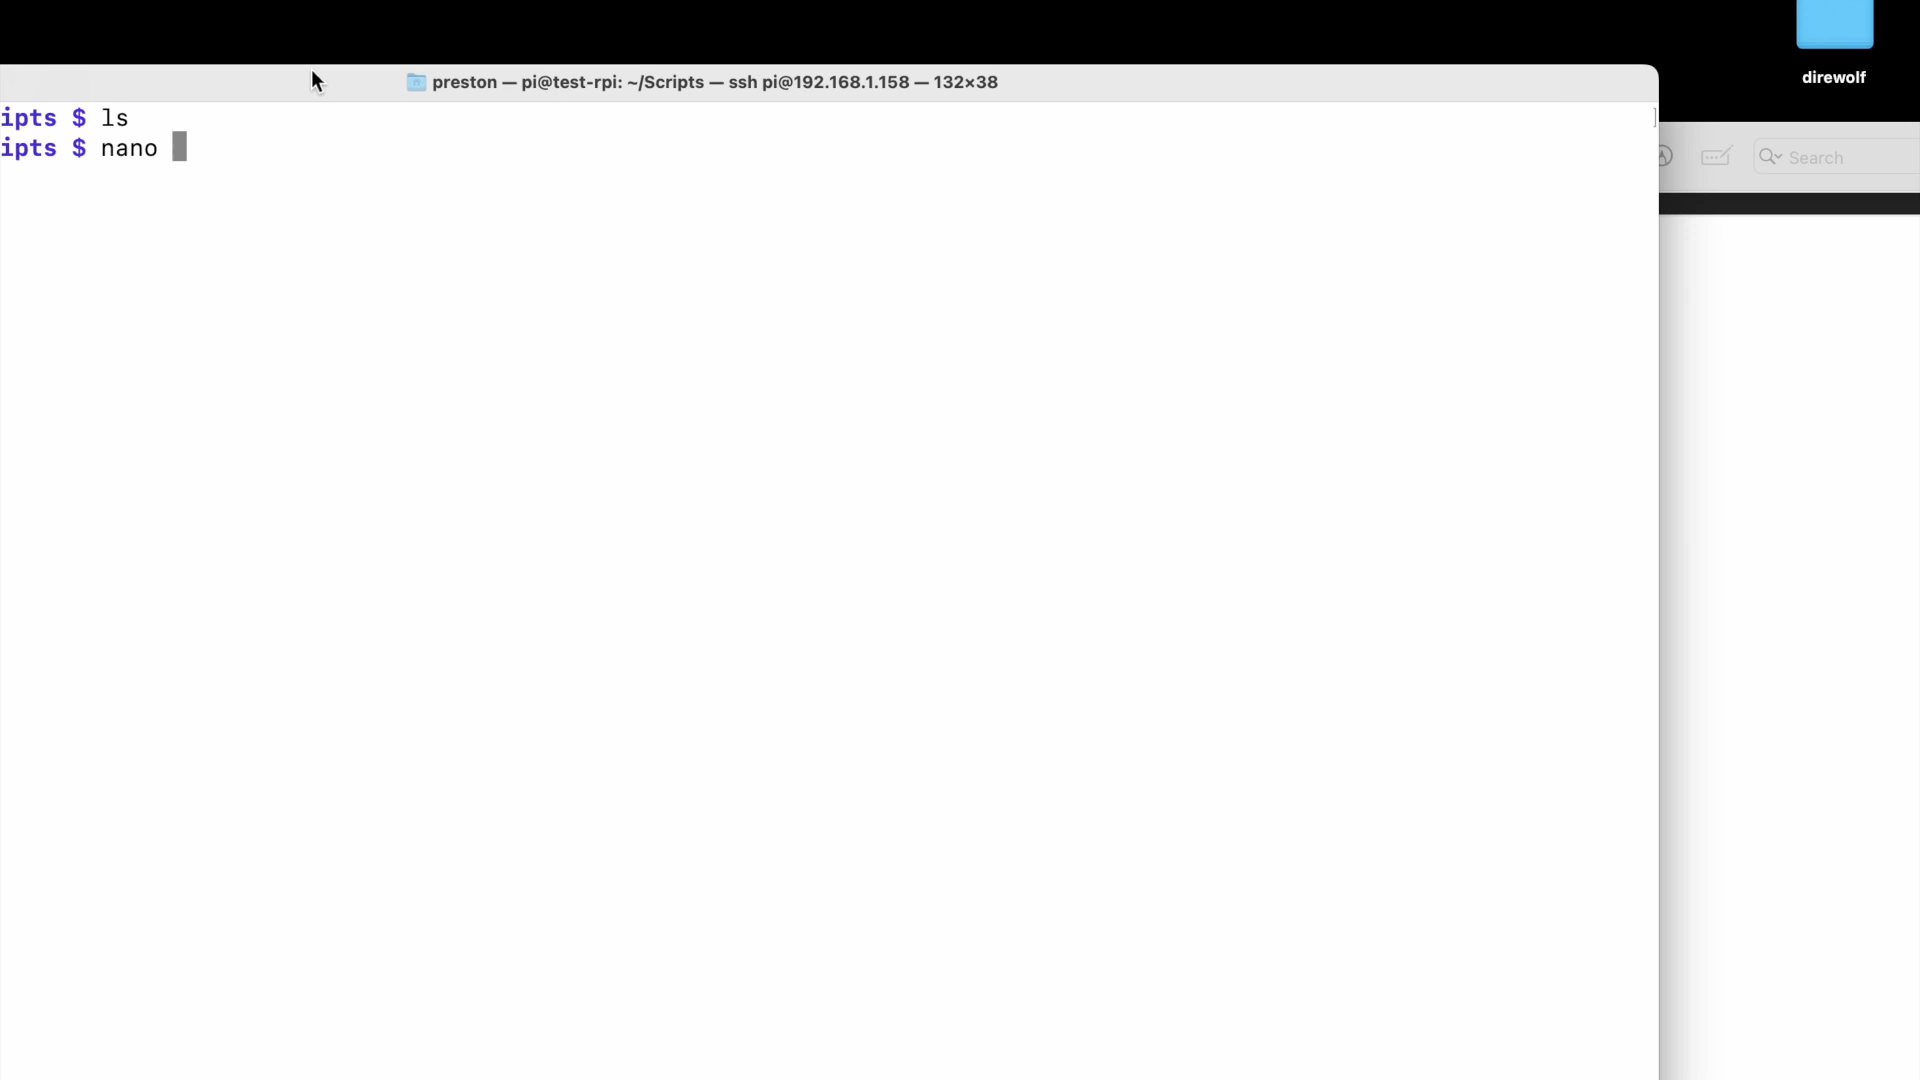 direwolf
preston — pi@test-rpi: ~/Scripts — ssh pi@192.168.1.158 — 132×38
ipts $ ls
ipts $ nano
Search